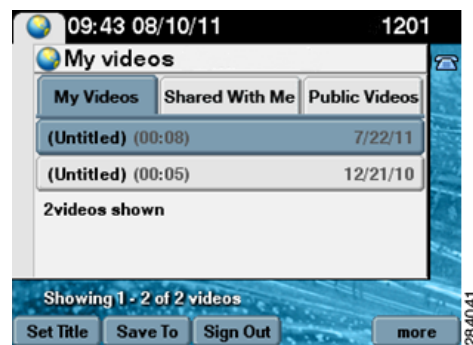 09:43 08/10/11 1201
My videos
My Videos Shared With Me Public Videos
(Untitled) (00:08) 7/22/11
(Untitled) (00:05) 12/21/10
2videos shown
Showing 1 - 2 of 2 videos
Set Title Save To Sign Out more
284041